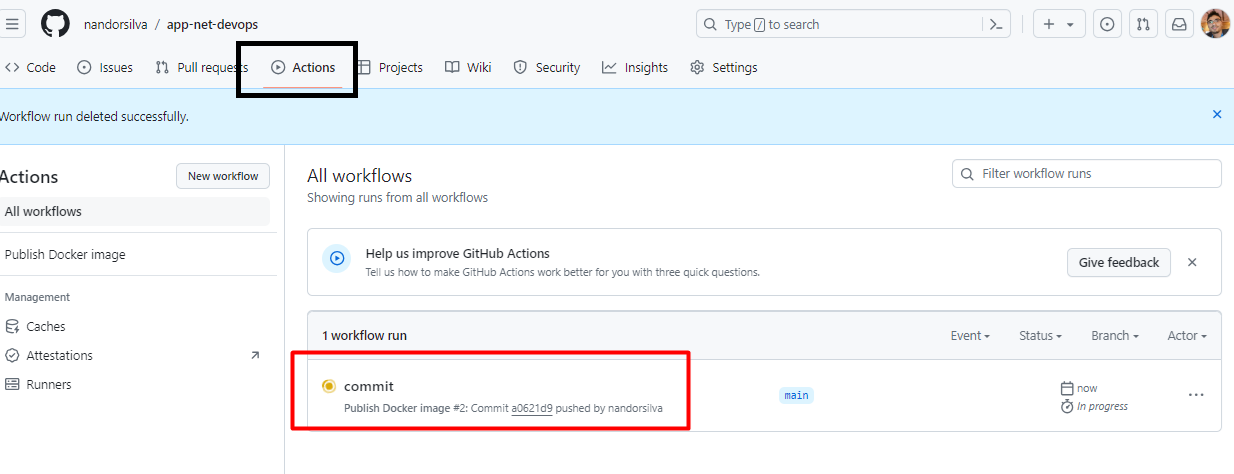 nandorsilva / app-net-devops
Type / to search
Code Issues Pull requests Actions Projects Wiki Security Insights Settings
Workflow run deleted successfully.
Actions
New workflow
All workflows
Publish Docker image
Management
Caches
Attestations
Runners
All workflows
Showing runs from all workflows
Filter workflow runs
Help us improve GitHub Actions
Tell us how to make GitHub Actions work better for you with three quick questions.
Give feedback
1 workflow run
Event Status Branch Actor
commit
Publish Docker image #2: Commit a0621d9 pushed by nandorsilva
main
now
In progress